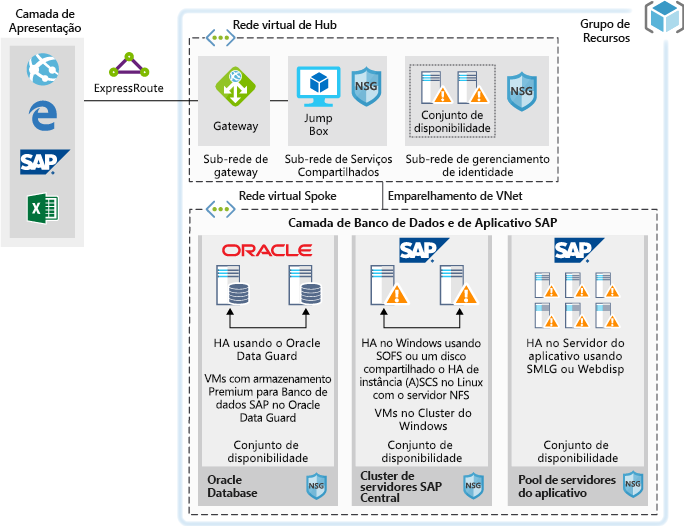 Camada de
Apresentação
SAP
ExpressRoute
Rede virtual de Hub
Grupo de
Recursos
Gateway
Jump
Box
NSG
Conjunto de
disponibilidade
NSG
Sub-rede de
gateway
Sub-rede de Serviços
Compartilhados
Sub-rede de gerenciamento
de identidade
Rede virtual Spoke
Emparelhamento de VNet
Camada de Banco de Dados e de Aplicativo SAP
ORACLE
HA usando o Oracle
Data Guard
VMs com armazenamento
Premium para Banco de
dados SAP no Oracle
Data Guard
Conjunto de
disponibilidade
Oracle
Database
NSG
SAP
HA no Windows usando
SOFS ou um disco
compartilhado o HA de
instância (A)SCS no Linux
com o servidor NFS
VMs no Cluster do
Windows
Conjunto de
disponibilidade
Cluster de
servidores SAP
Central
NSG
SAP
HA no Servidor do
aplicativo usando
SMLG ou Webdisp
Conjunto de
disponibilidade
Pool de servidores
do aplicativo
NSG